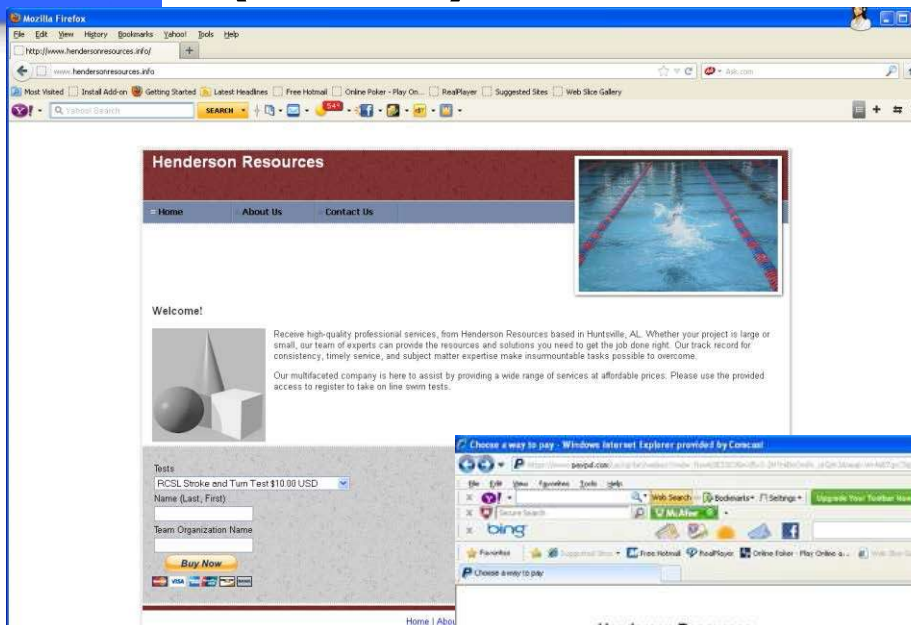 Mozilla Firefox
File Edit View History Bookmarks Yahoo! Tools Help
http://www.hendersonresources.info/ +
www.hendersonresources.info
Ask.com
Most Visited Install Add-on Getting Started Latest Headlines Free Hotmail Online Poker - Play On... RealPlayer Suggested Sites Web Slice Gallery
Y! Yahoo! Search SEARCH
Henderson Resources
Home About Us Contact Us
Welcome!
Receive high-quality professional services, from Henderson Resources based in Huntsville, AL. Whether your project is large or
small, our team of experts can provide the resources and solutions you need to get the job done right. Our track record for
consistency, timely service, and subject matter expertise make insurmountable tasks possible to overcome.
Our multifaceted company is here to assist by providing a wide range of services at affordable prices. Please use the provided
access to register to take on line swim tests.
Tests
RCSL Stroke and Turn Test $10.00 USD
Name (Last, First)
Team Organization Name
Buy Now
VISA
Home |
Choose a way to pay - Windows Internet Explorer provided by Comcast
paypal.com
File Edit View Favorites Tools Help
Y! Web Search Bookmarks Settings Upgrade Your Toolbar Now
Secure Search McAfee
bing
Favorites Suggested Sites Free Hotmail RealPlayer Online Poker - Play Online a...
Choose a way to pay